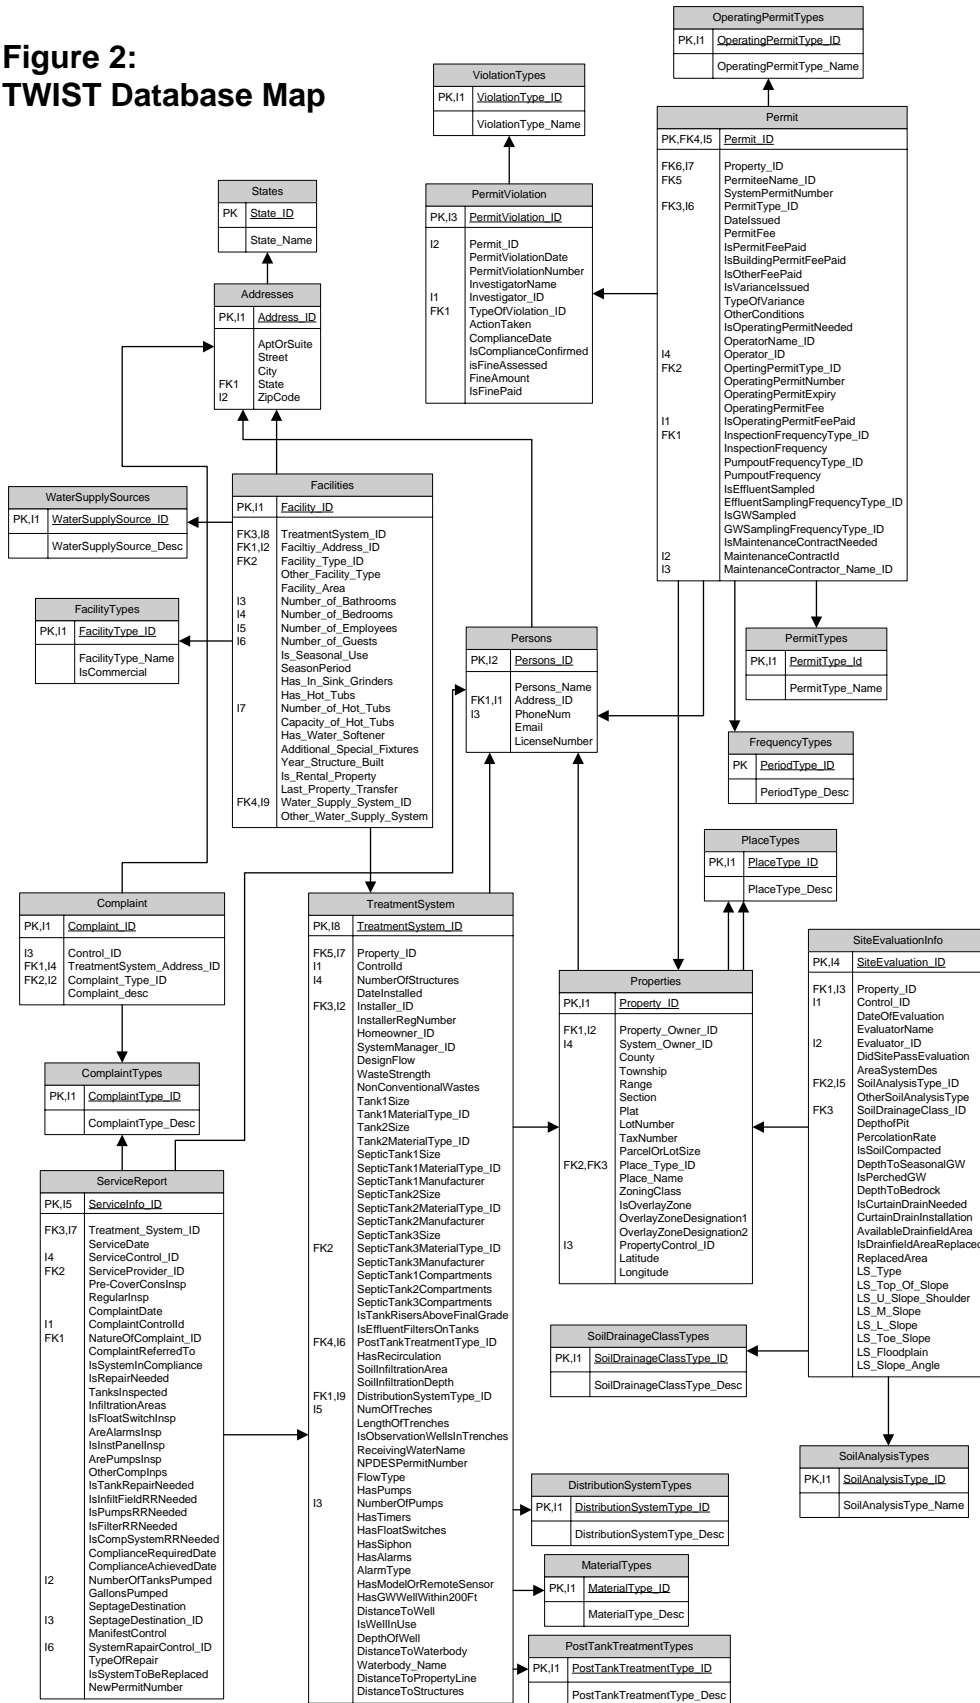 Figure 2:
TWIST Database Map
OperatingPermitTypes
PK,I1 OperatingPermitType_ID
OperatingPermitType_Name
ViolationTypes
PK,I1 ViolationType_ID
ViolationType_Name
Permit
PK,FK4,I5 Permit_ID
FK6,I7 Property_ID
FK5 PermiteeName_ID
SystemPermitNumber
FK3,I6 PermitType_ID
DateIssued
PermitFee
IsPermitFeePaid
IsBuildingPermitFeePaid
IsOtherFeePaid
IsVarianceIssued
TypeOfVariance
OtherConditions
IsOperatingPermitNeeded
OperatorName_ID
I4 Operator_ID
FK2 OpertingPermitType_ID
OperatingPermitNumber
OperatingPermitExpiry
OperatingPermitFee
I1 IsOperatingPermitFeePaid
FK1 InspectionFrequencyType_ID
InspectionFrequency
PumpoutFrequencyType_ID
PumpoutFrequency
IsEffluentSampled
EffluentSamplingFrequencyType_ID
IsGWSampled
GWSamplingFrequencyType_ID
IsMaintenanceContractNeeded
I2 MaintenanceContractId
I3 MaintenanceContractor_Name_ID
States
PK State_ID
State_Name
PermitViolation
PK,I3 PermitViolation_ID
I2 Permit_ID
PermitViolationDate
PermitViolationNumber
InvestigatorName
I1 Investigator_ID
FK1 TypeOfViolation_ID
ActionTaken
ComplianceDate
IsComplianceConfirmed
isFineAssessed
FineAmount
IsFinePaid
Addresses
PK,I1 Address_ID
AptOrSuite
Street
City
FK1 State
I2 ZipCode
Facilities
PK,I1 Facility_ID
FK3,I8 TreatmentSystem_ID
FK1,I2 Faciltiy_Address_ID
FK2 Facility_Type_ID
Other_Facility_Type
Facility_Area
I3 Number_of_Bathrooms
I4 Number_of_Bedrooms
I5 Number_of_Employees
I6 Number_of_Guests
Is_Seasonal_Use
SeasonPeriod
Has_In_Sink_Grinders
Has_Hot_Tubs
I7 Number_of_Hot_Tubs
Capacity_of_Hot_Tubs
Has_Water_Softener
Additional_Special_Fixtures
Year_Structure_Built
Is_Rental_Property
Last_Property_Transfer
FK4,I9 Water_Supply_System_ID
Other_Water_Supply_System
WaterSupplySources
PK,I1 WaterSupplySource_ID
WaterSupplySource_Desc
FacilityTypes
PK,I1 FacilityType_ID
FacilityType_Name
IsCommercial
Persons
PK,I2 Persons_ID
Persons_Name
FK1,I1 Address_ID
I3 PhoneNum
Email
LicenseNumber
PermitTypes
PK,I1 PermitType_Id
PermitType_Name
FrequencyTypes
PK PeriodType_ID
PeriodType_Desc
PlaceTypes
PK,I1 PlaceType_ID
PlaceType_Desc
Complaint
PK,I1 Complaint_ID
I3 Control_ID
FK1,I4 TreatmentSystem_Address_ID
FK2,I2 Complaint_Type_ID
Complaint_desc
TreatmentSystem
PK,I8 TreatmentSystem_ID
FK5,I7 Property_ID
I1 ControlId
I4 NumberOfStructures
DateInstalled
FK3,I2 Installer_ID
InstallerRegNumber
Homeowner_ID
SystemManager_ID
DesignFlow
WasteStrength
NonConventionalWastes
Tank1Size
Tank1MaterialType_ID
Tank2Size
Tank2MaterialType_ID
SepticTank1Size
SepticTank1MaterialType_ID
SepticTank1Manufacturer
SepticTank2Size
SepticTank2MaterialType_ID
SepticTank2Manufacturer
SepticTank3Size
FK2 SepticTank3MaterialType_ID
SepticTank3Manufacturer
SepticTank1Compartments
SepticTank2Compartments
SepticTank3Compartments
IsTankRisersAboveFinalGrade
IsEffluentFiltersOnTanks
FK4,I6 PostTankTreatmentType_ID
HasRecirculation
SoilInfiltrationArea
SoilInfiltrationDepth
FK1,I9 DistributionSystemType_ID
I5 NumOfTreches
LengthOfTrenches
IsObservationWellsInTrenches
ReceivingWaterName
NPDESPermitNumber
FlowType
HasPumps
I3 NumberOfPumps
HasTimers
HasFloatSwitches
HasSiphon
HasAlarms
AlarmType
HasModelOrRemoteSensor
HasGWWellWithin200Ft
DistanceToWell
IsWellInUse
DepthOfWell
DistanceToWaterbody
Waterbody_Name
DistanceToPropertyLine
DistanceToStructures
Properties
PK,I1 Property_ID
FK1,I2 Property_Owner_ID
I4 System_Owner_ID
County
Township
Range
Section
Plat
LotNumber
TaxNumber
ParcelOrLotSize
FK2,FK3 Place_Type_ID
Place_Name
ZoningClass
IsOverlayZone
OverlayZoneDesignation1
OverlayZoneDesignation2
I3 PropertyControl_ID
Latitude
Longitude
SiteEvaluationInfo
PK,I4 SiteEvaluation_ID
FK1,I3 Property_ID
I1 Control_ID
DateOfEvaluation
EvaluatorName
I2 Evaluator_ID
DidSitePassEvaluation
AreaSystemDes
FK2,I5 SoilAnalysisType_ID
OtherSoilAnalysisType
FK3 SoilDrainageClass_ID
DepthofPit
PercolationRate
IsSoilCompacted
DepthToSeasonalGW
IsPerchedGW
DepthToBedrock
IsCurtainDrainNeeded
CurtainDrainInstallation
AvailableDrainfieldArea
IsDrainfieldAreaReplaced
ReplacedArea
LS_Type
LS_Top_Of_Slope
LS_U_Slope_Shoulder
LS_M_Slope
LS_L_Slope
LS_Toe_Slope
LS_Floodplain
LS_Slope_Angle
ComplaintTypes
PK,I1 ComplaintType_ID
ComplaintType_Desc
ServiceReport
PK,I5 ServiceInfo_ID
FK3,I7 Treatment_System_ID
ServiceDate
I4 ServiceControl_ID
FK2 ServiceProvider_ID
Pre-CoverConsInsp
RegularInsp
ComplaintDate
I1 ComplaintControlId
FK1 NatureOfComplaint_ID
ComplaintReferredTo
IsSystemInCompliance
IsRepairNeeded
TanksInspected
InfiltrationAreas
IsFloatSwitchInsp
AreAlarmsInsp
IsInstPanelInsp
ArePumpsInsp
OtherCompInps
IsTankRepairNeeded
IsInfiltFieldRRNeeded
IsPumpsRRNeeded
IsFilterRRNeeded
IsCompSystemRRNeeded
ComplianceRequiredDate
ComplianceAchievedDate
I2 NumberOfTanksPumped
GallonsPumped
SeptageDestination
I3 SeptageDestination_ID
ManifestControl
I6 SystemRapairControl_ID
TypeOfRepair
IsSystemToBeReplaced
NewPermitNumber
SoilDrainageClassTypes
PK,I1 SoilDrainageClassType_ID
SoilDrainageClassType_Desc
SoilAnalysisTypes
PK,I1 SoilAnalysisType_ID
SoilAnalysisType_Name
DistributionSystemTypes
PK,I1 DistributionSystemType_ID
DistributionSystemType_Desc
MaterialTypes
PK,I1 MaterialType_ID
MaterialType_Desc
PostTankTreatmentTypes
PK,I1 PostTankTreatmentType_ID
PostTankTreatmentType_Desc